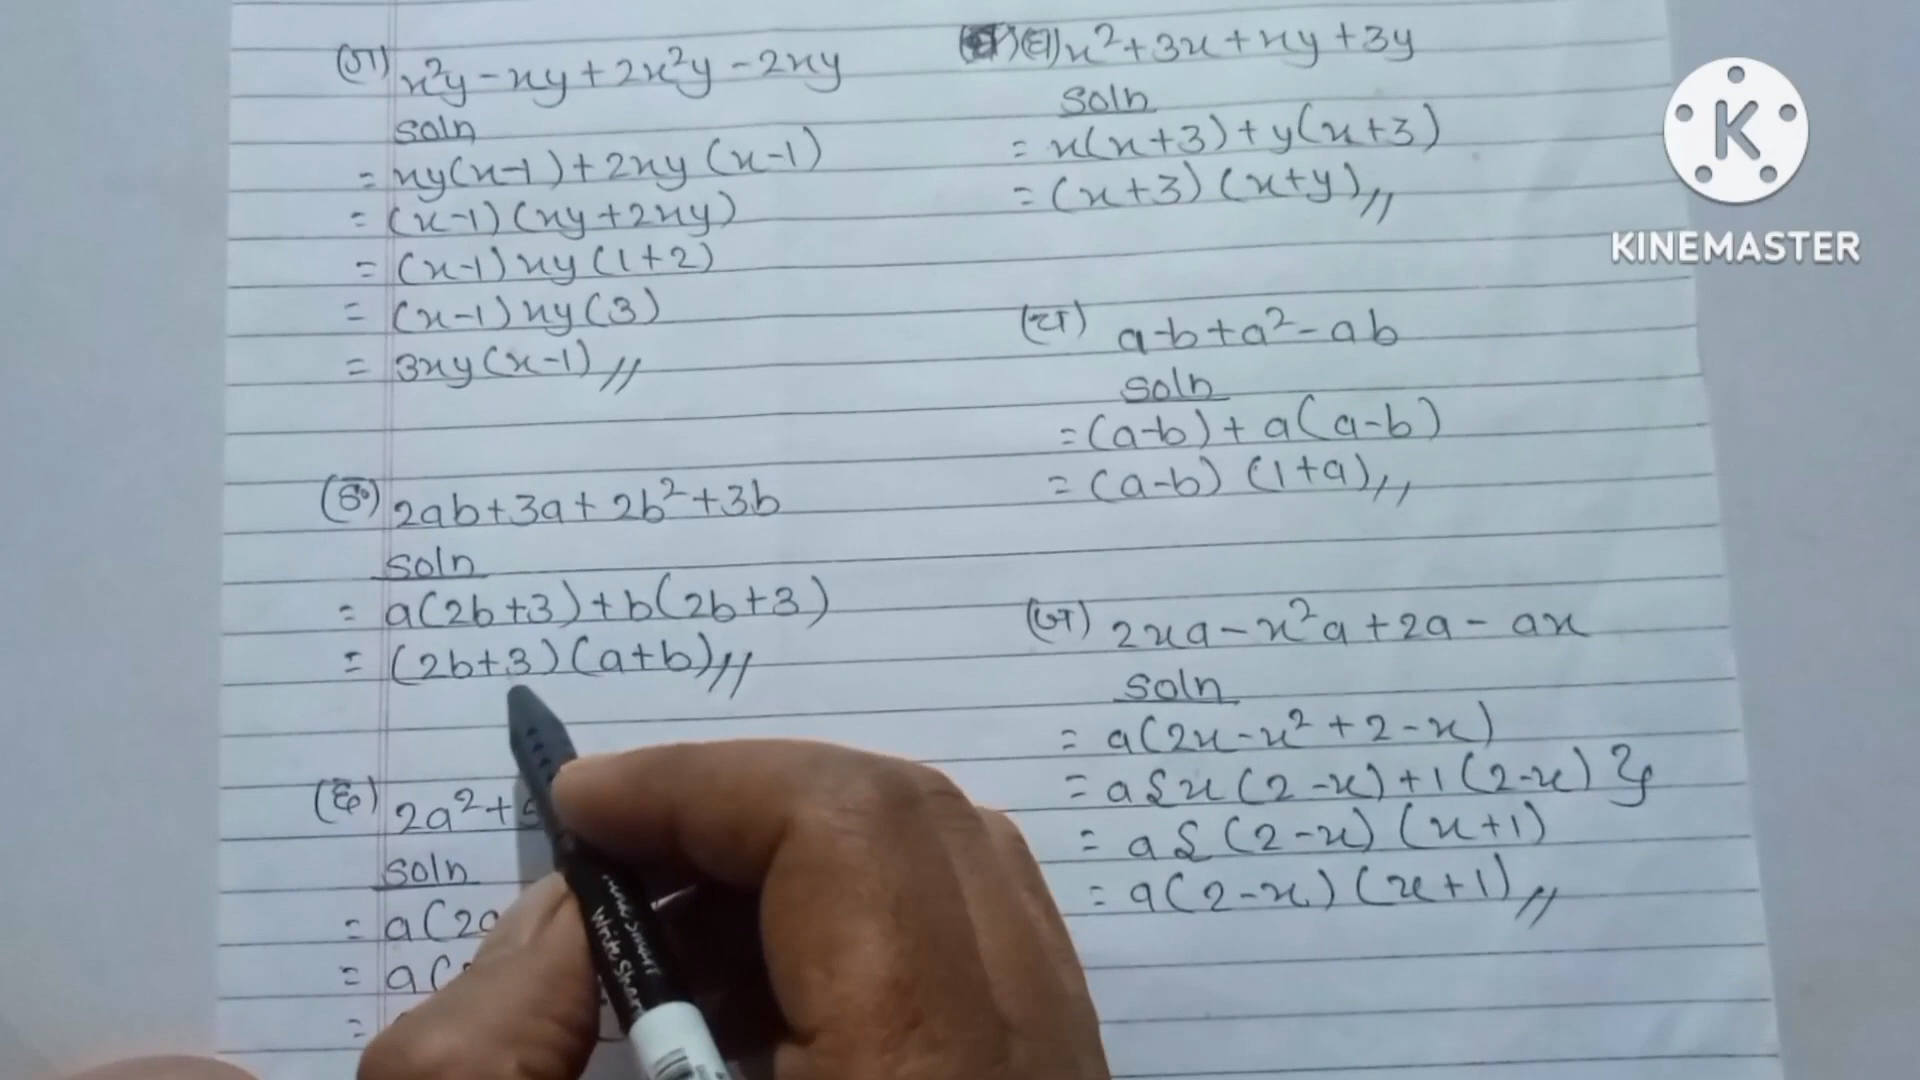 (ग) x²y-xy+2x²y-2xy
soln
= xy(x-1)+2xy(x-1)
= (x-1)(xy+2xy)
= (x-1)xy(1+2)
= (x-1)xy(3)
= 3xy(x-1)//
(ङ) 2ab+3a+2b²+3b
soln
= a(2b+3)+b(2b+3)
= (2b+3)(a+b)//
(छ) 2a²+
soln
= a(2a
= a(
=
(घ) x²+3x+xy+3y
soln
= x(x+3)+y(x+3)
= (x+3)(x+y)//
(च) a-b+a²-ab
soln
= (a-b)+a(a-b)
= (a-b)(1+a)//
(ज) 2xa-x²a+2a-ax
soln
= a(2x-x²+2-x)
= a{x(2-x)+1(2-x)}
= a{(2-x)(x+1)
= a(2-x)(x+1)//
K
KINEMASTER
Write Sharp